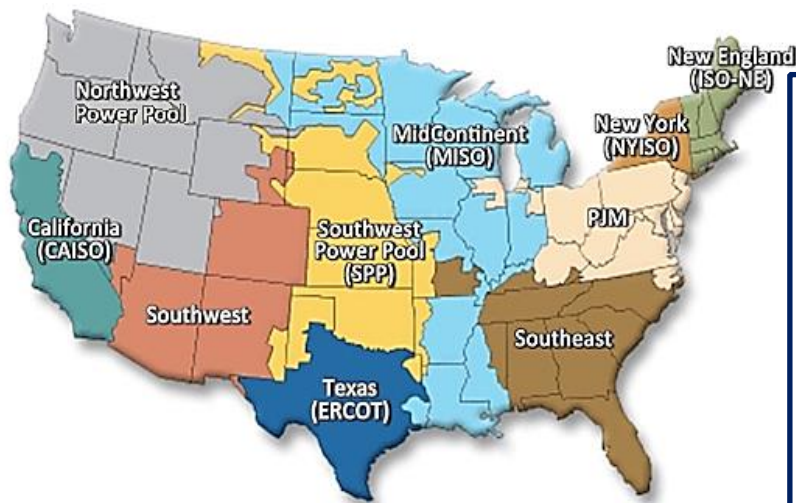 New England
(ISO-NE)
Northwest
Power Pool
MidContinent
(MISO)
New York
(NYISO)
California
(CAISO)
Southwest
Power Pool
(SPP)
PJM
Southwest
Southeast
Texas
(ERCOT)